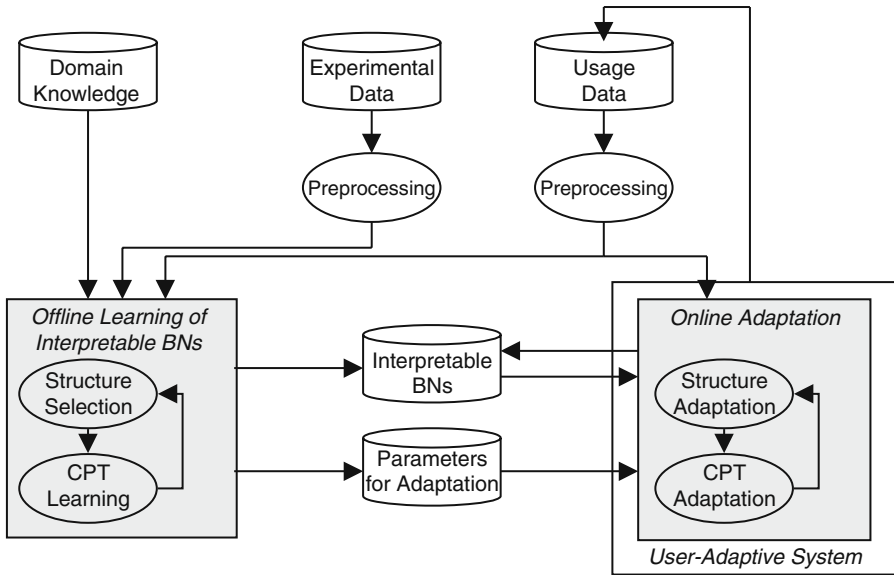 Domain
Knowledge
Experimental
Data
Usage
Data
Preprocessing
Preprocessing
Offline Learning of
Interpretable BNs
Structure
Selection
CPT
Learning
Interpretable
BNs
Parameters
for Adaptation
Online Adaptation
Structure
Adaptation
CPT
Adaptation
User-Adaptive System